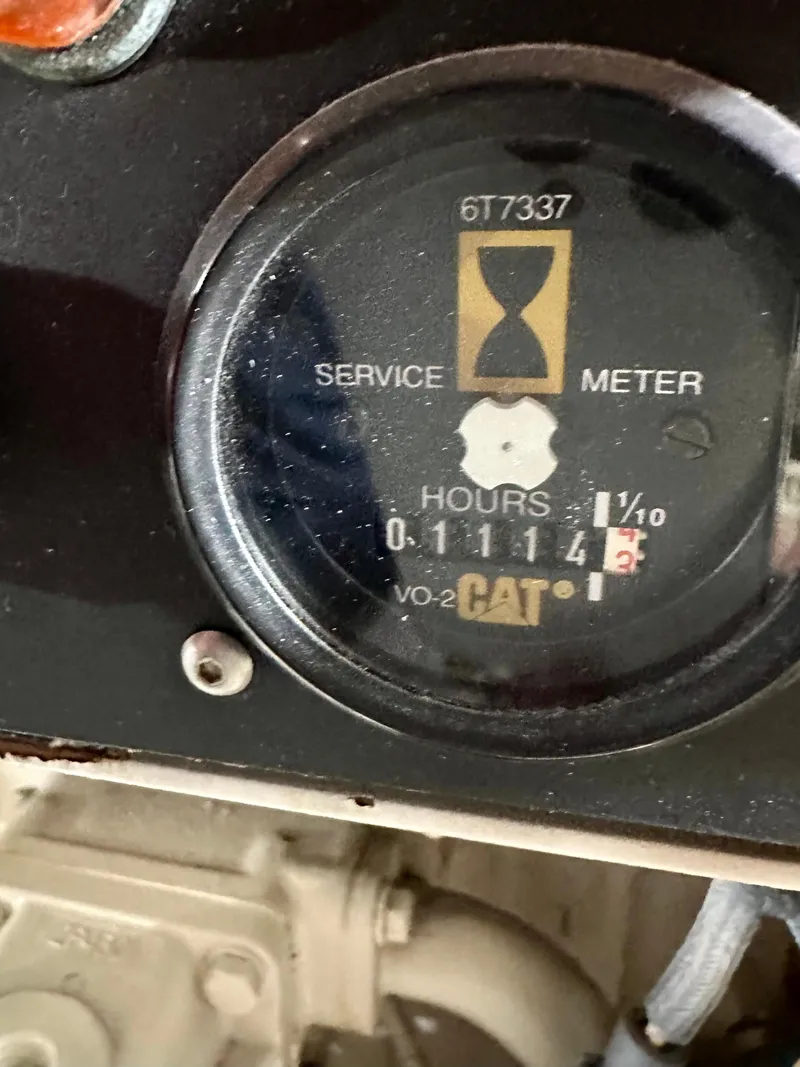 6T7337
SERVICE METER
HOURS 1/10
0 1 1 1 4
VO-2 CAT